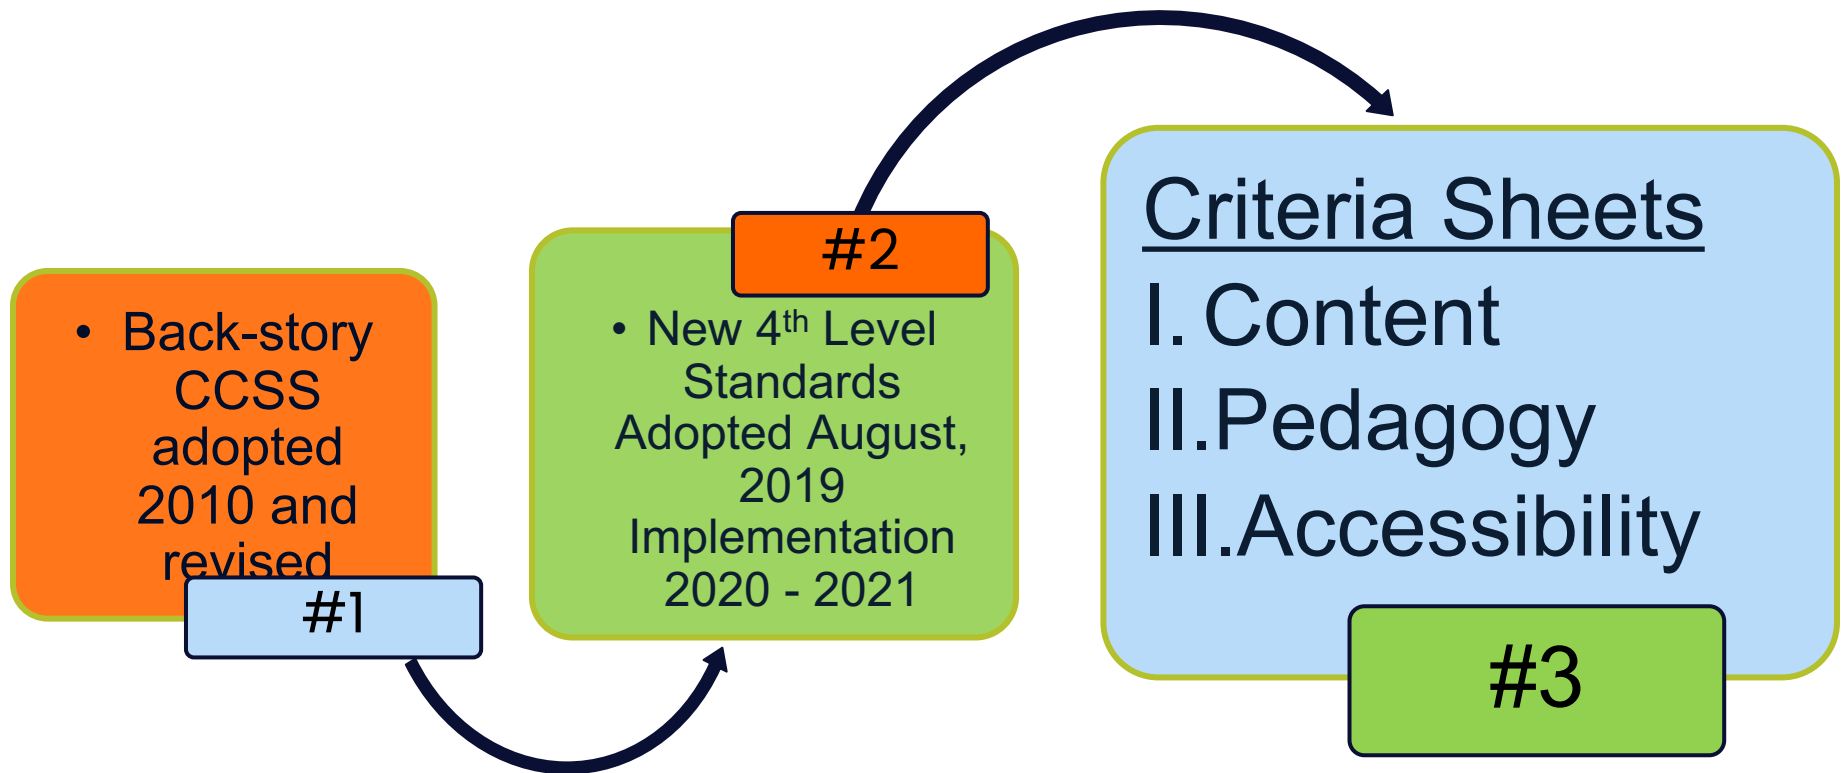 • Back-story
CCSS
adopted
2010 and
revised
#1
#2
• New 4th Level
Standards
Adopted August,
2019
Implementation
2020 - 2021
Criteria Sheets
I. Content
II.Pedagogy
III.Accessibility
#3